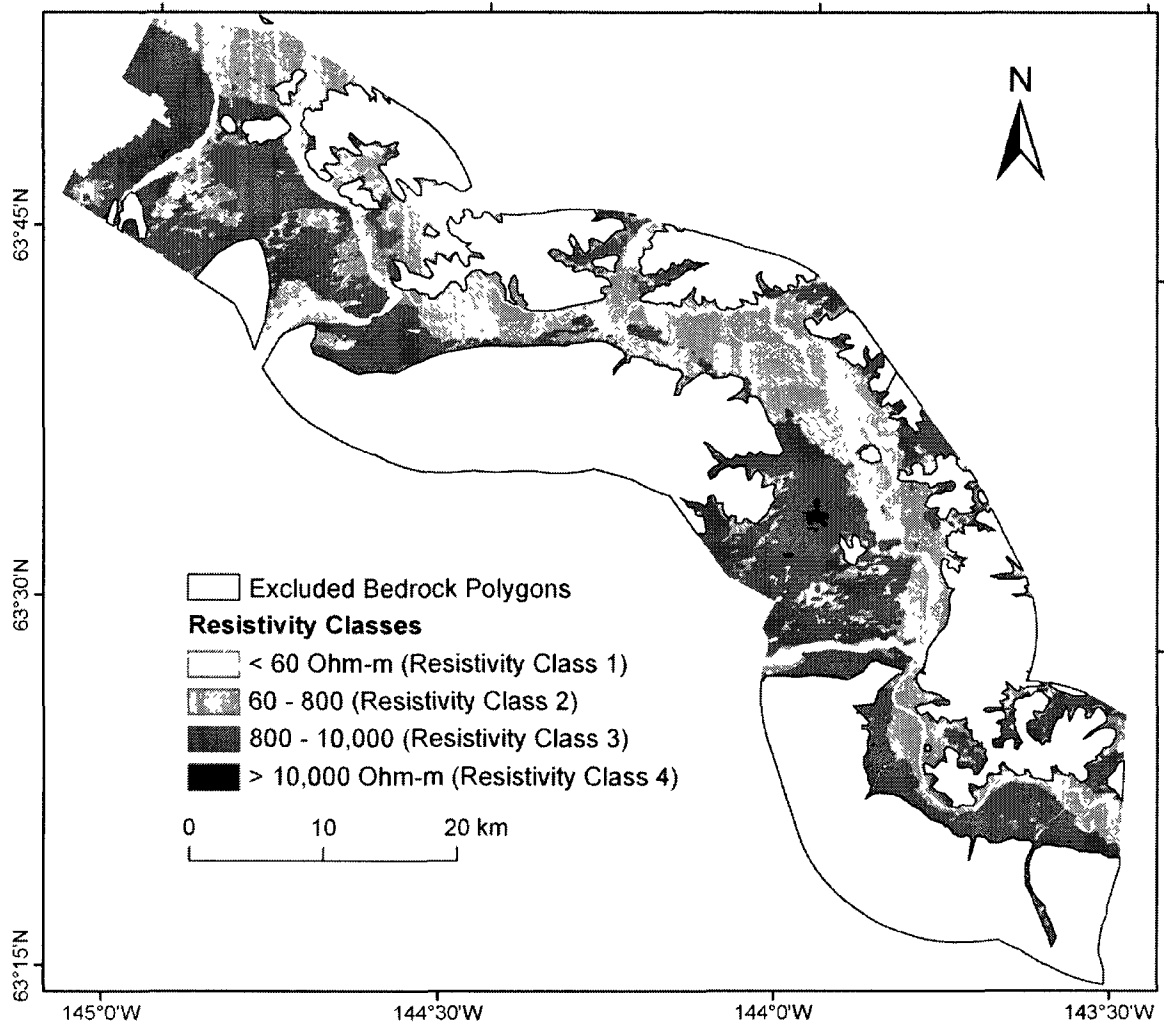 N
63°45'N
63°30'N
63°15'N
Excluded Bedrock Polygons
Resistivity Classes
< 60 Ohm-m (Resistivity Class 1)
60 - 800 (Resistivity Class 2)
800 - 10,000 (Resistivity Class 3)
> 10,000 Ohm-m (Resistivity Class 4)
0 10 20 km
145°0'W 144°30'W 144°0'W 143°30'W